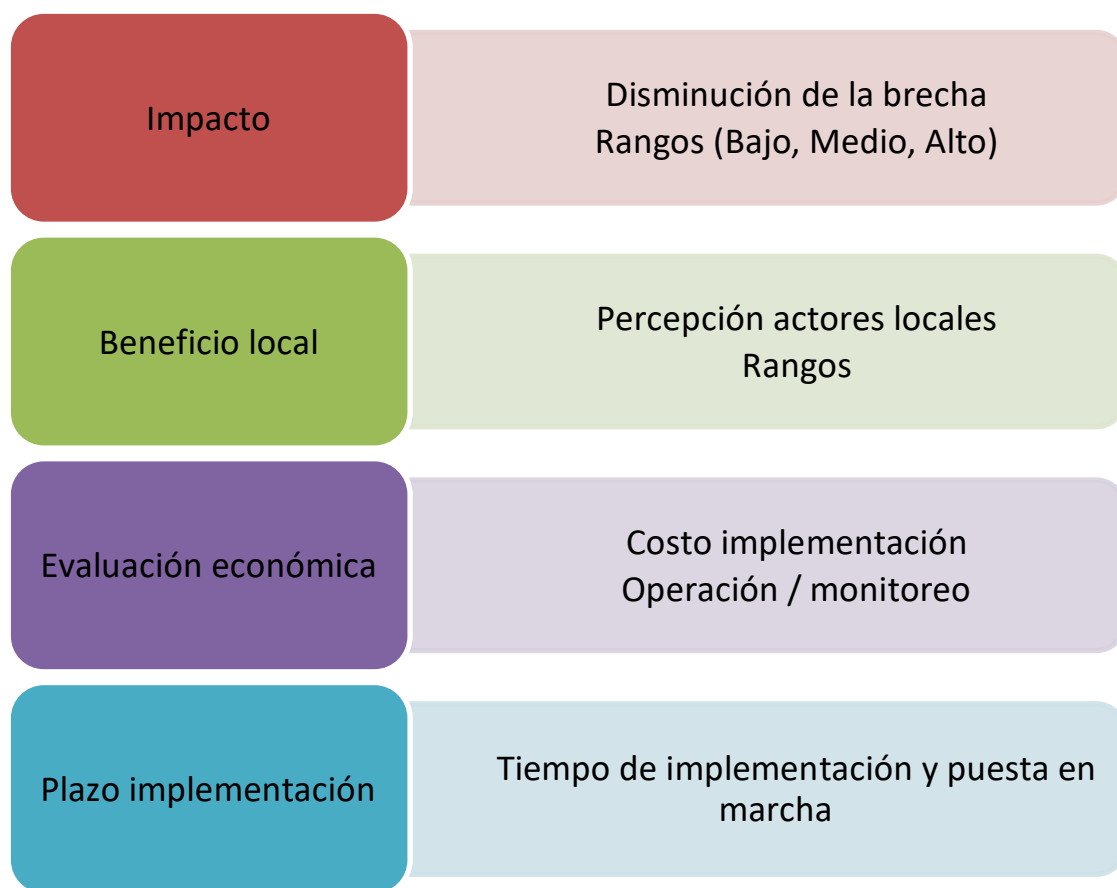 Impacto
Disminución de la brecha
Rangos (Bajo, Medio, Alto)
Beneficio local
Percepción actores locales
Rangos
Evaluación económica
Costo implementación
Operación / monitoreo
Plazo implementación
Tiempo de implementación y puesta en
marcha